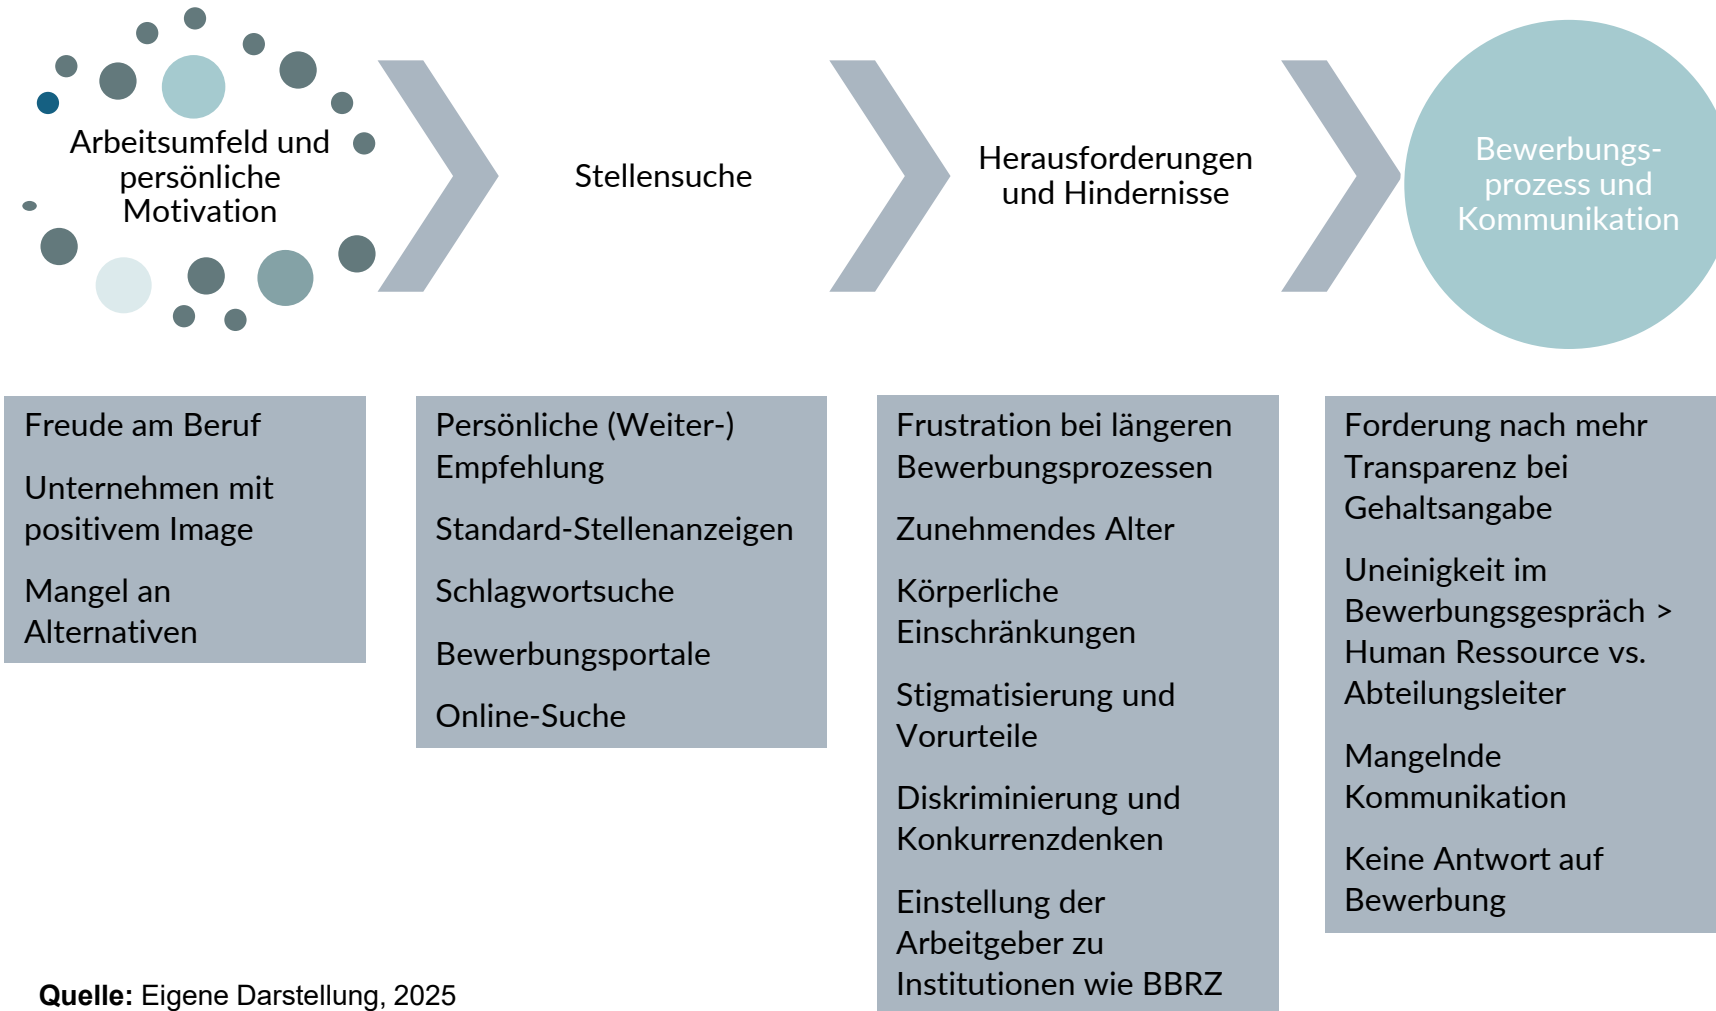 Arbeitsumfeld und
persönliche
Motivation
Stellensuche
Herausforderungen
und Hindernisse
Bewerbungs-
prozess und
Kommunikation
Freude am Beruf
Unternehmen mit
positivem Image
Mangel an
Alternativen
Persönliche (Weiter-)
Empfehlung
Standard-Stellenanzeigen
Schlagwortsuche
Bewerbungsportale
Online-Suche
Frustration bei längeren
Bewerbungsprozessen
Zunehmendes Alter
Körperliche
Einschränkungen
Stigmatisierung und
Vorurteile
Diskriminierung und
Konkurrenzdenken
Einstellung der
Arbeitgeber zu
Institutionen wie BBRZ
Forderung nach mehr
Transparenz bei
Gehaltsangabe
Uneinigkeit im
Bewerbungsgespräch >
Human Ressource vs.
Abteilungsleiter
Mangelnde
Kommunikation
Keine Antwort auf
Bewerbung
Quelle: Eigene Darstellung, 2025